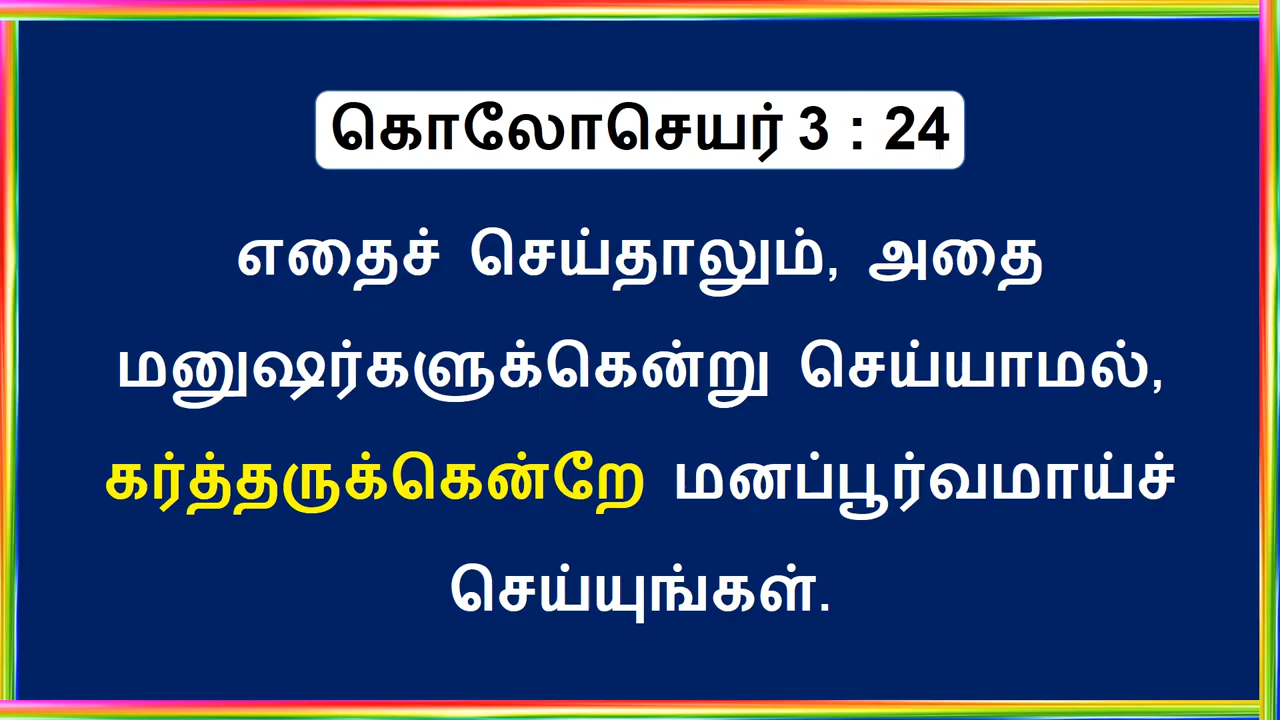 கொலோசெயர் 3 : 24
எதைச் செய்தாலும், அதை
மனுஷர்களுக்கென்று செய்யாமல்,
கர்த்தருக்கென்றே மனப்பூர்வமாய்ச்
செய்யுங்கள்.